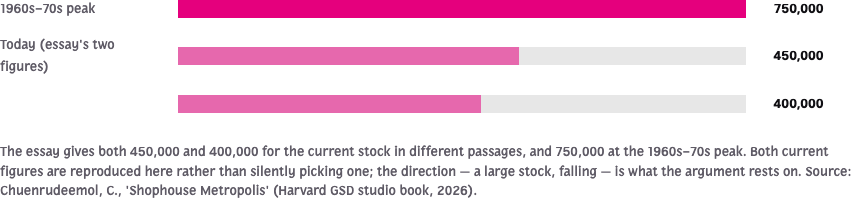 1960s–70s peak 750,000
Today (essay's two
figures)
450,000
400,000
The essay gives both 450,000 and 400,000 for the current stock in different passages, and 750,000 at the 1960s–70s peak. Both current
figures are reproduced here rather than silently picking one; the direction — a large stock, falling — is what the argument rests on. Source:
Chuenrudeemol, C., 'Shophouse Metropolis' (Harvard GSD studio book, 2026).